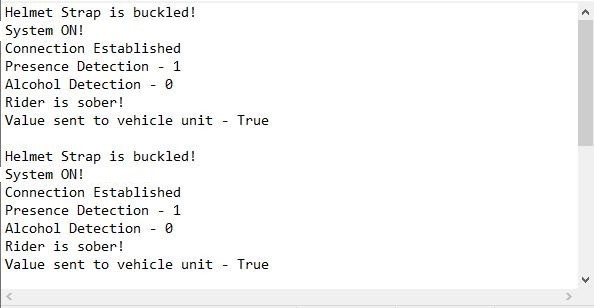 Helmet Strap is buckled!
System ON!
Connection Established
Presence Detection - 1
Alcohol Detection - 0
Rider is sober!
Value sent to vehicle unit - True
Helmet Strap is buckled!
System ON!
Connection Established
Presence Detection - 1
Alcohol Detection - 0
Rider is sober!
Value sent to vehicle unit - True